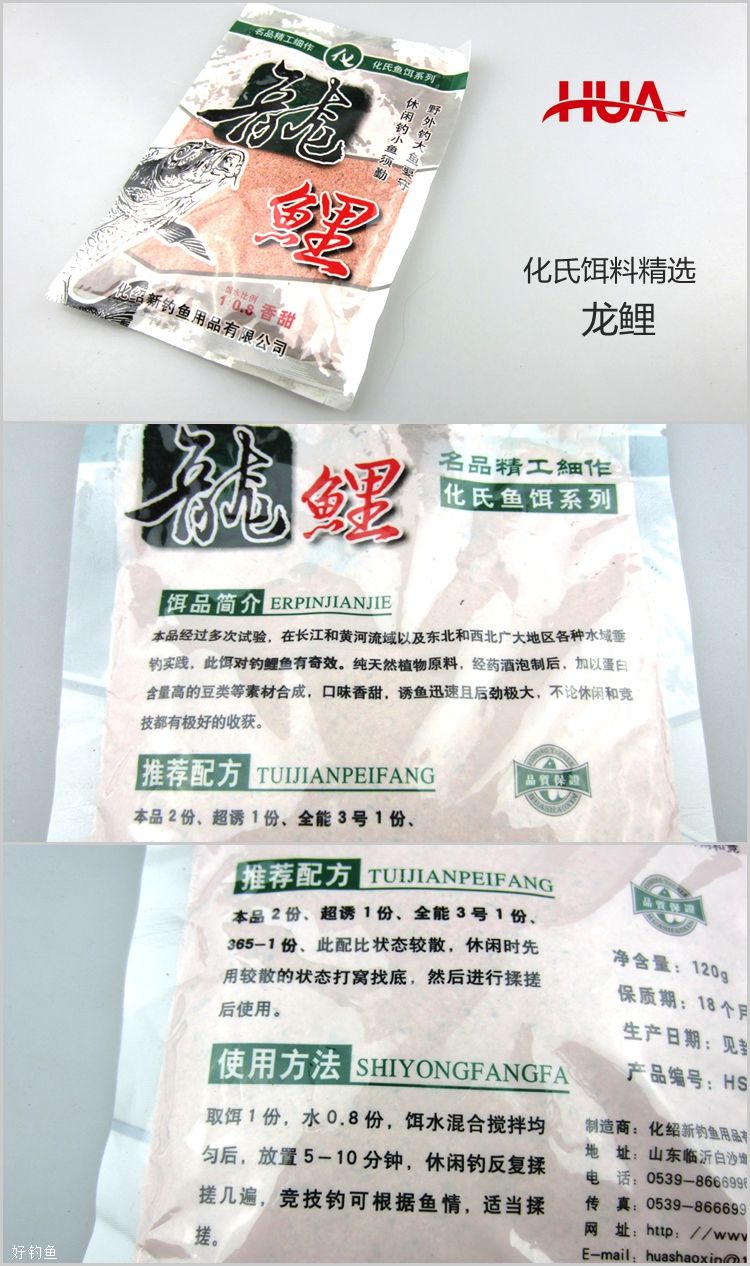 名品精工细作
化
化氏鱼饵系列
龍
鯉
野外钓大鱼要守
休闲钓小鱼须勤
饵水比例
1:0.8 香甜
化绍新钓鱼用品有限公司
HUA
化氏饵料精选
龙鲤
龍鯉
名品精工细作
化氏鱼饵系列
饵品简介 ERPINJIANJIE
本品经过多次试验，在长江和黄河流域以及东北和西北广大地区各种水域垂
钓实践，此饵对钓鲤鱼有奇效。纯天然植物原料，经药酒泡制后，加以蛋白
含量高的豆类等素材合成，口味香甜，诱鱼迅速且后劲极大，不论休闲和竞
技都有极好的收获。
推荐配方 TUIJIANPEIFANG
品質保證
本品2份、超诱1份、全能3号1份、
推荐配方 TUIJIANPEIFANG
本品2份、超诱1份、全能3号1份、
365-1份、此配比状态较散，休闲时先
用较散的状态打窝找底，然后进行揉搓
后使用。
使用方法 SHIYONGFANGFA
取饵1份，水0.8份，饵水混合搅拌均
匀后，放置5-10分钟，休闲钓反复揉
搓几遍，竞技钓可根据鱼情，适当揉
搓。
品質保證
净含量：120g
保质期：18个月
生产日期：见封
产品编号：HS
制造商：化绍新钓鱼用品有
地 址：山东临沂白沙埠
电 话：0539-8666996
传 真：0539-866699
网 址：http：//www
E-mail：huashaoxin@1
好钓鱼